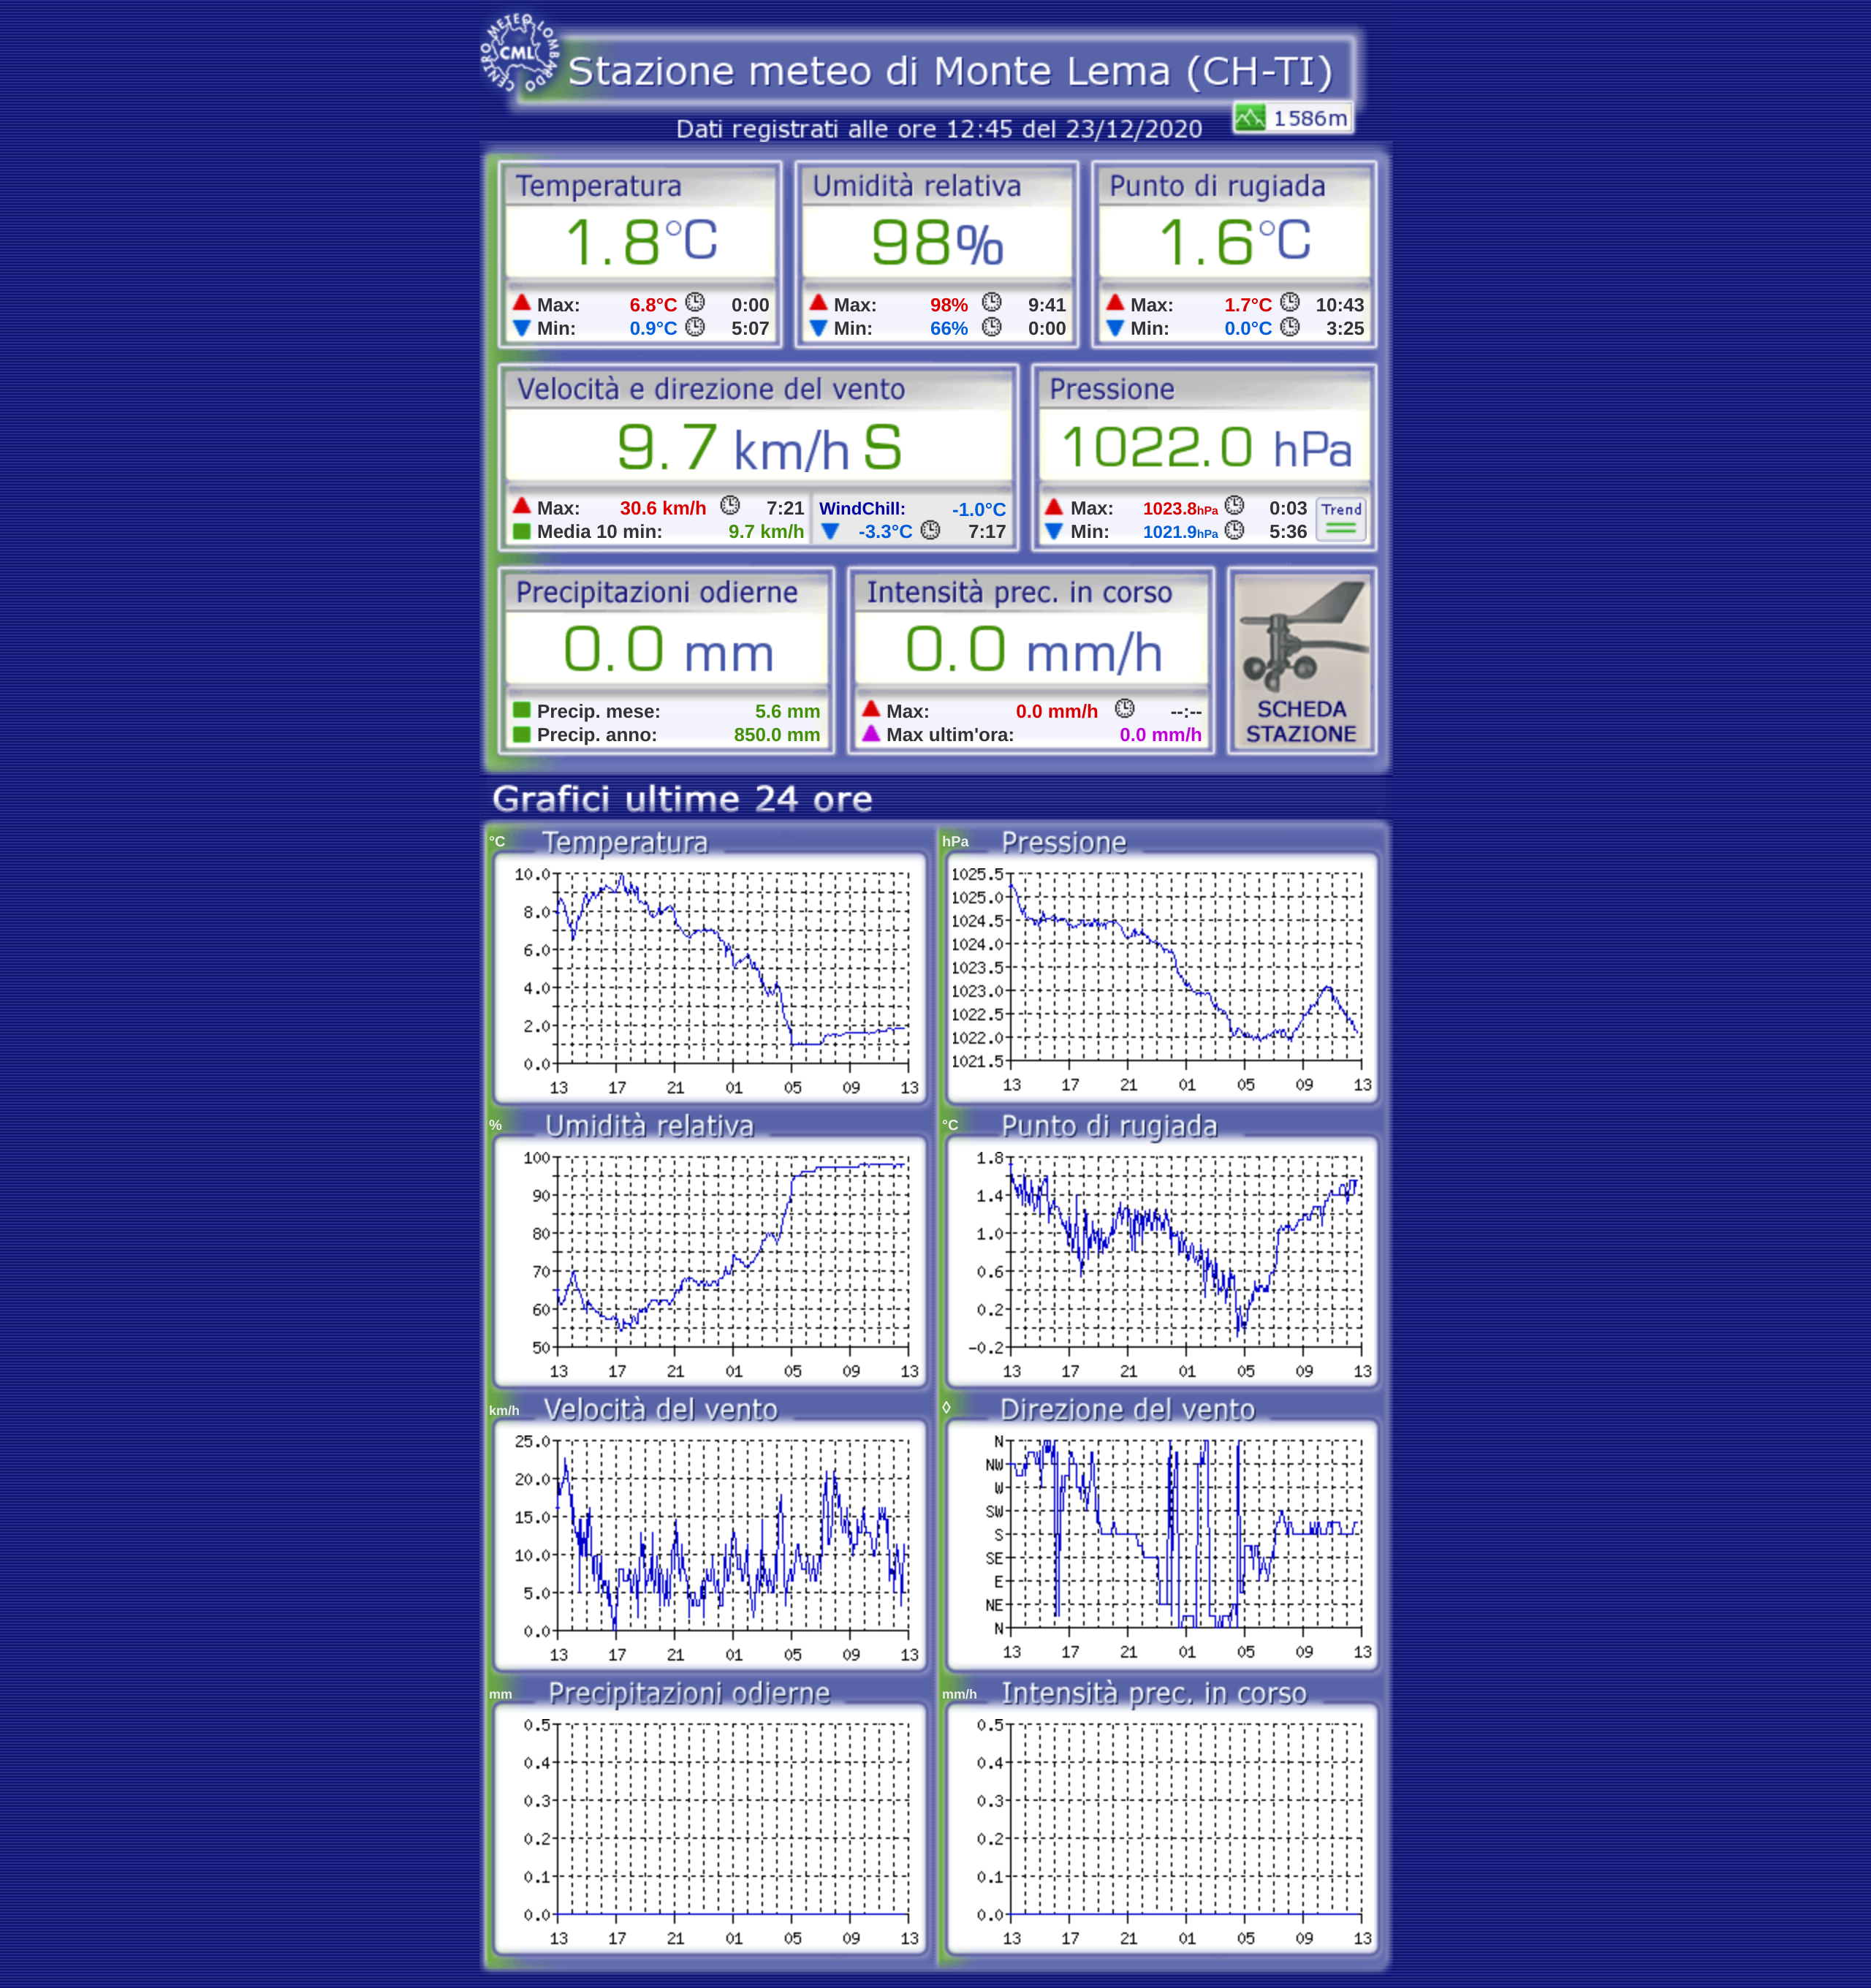 CENTRO METEO LOMBARDO
CML
Stazione meteo di Monte Lema (CH-TI)
1586m
Dati registrati alle ore 12:45 del 23/12/2020
Temperatura
1.8°C
Max: 6.8°C 0:00
Min: 0.9°C 5:07
Umidità relativa
98%
Max: 98% 9:41
Min: 66% 0:00
Punto di rugiada
1.6°C
Max: 1.7°C 10:43
Min: 0.0°C 3:25
Velocità e direzione del vento
9.7 km/h S
Max: 30.6 km/h 7:21
Media 10 min: 9.7 km/h
WindChill: -1.0°C
-3.3°C 7:17
Pressione
1022.0 hPa
Max: 1023.8hPa 0:03
Min: 1021.9hPa 5:36
Trend
Precipitazioni odierne
0.0 mm
Precip. mese: 5.6 mm
Precip. anno: 850.0 mm
Intensità prec. in corso
0.0 mm/h
Max: 0.0 mm/h --:--
Max ultim'ora: 0.0 mm/h
SCHEDA
STAZIONE
Grafici ultime 24 ore
°C Temperatura
10.0
8.0
6.0
4.0
2.0
0.0
13 17 21 01 05 09 13
hPa Pressione
1025.5
1025.0
1024.5
1024.0
1023.5
1023.0
1022.5
1022.0
1021.5
13 17 21 01 05 09 13
% Umidità relativa
100
90
80
70
60
50
13 17 21 01 05 09 13
°C Punto di rugiada
1.8
1.4
1.0
0.6
0.2
-0.2
13 17 21 01 05 09 13
km/h Velocità del vento
25.0
20.0
15.0
10.0
5.0
0.0
13 17 21 01 05 09 13
◊ Direzione del vento
N
NW
W
SW
S
SE
E
NE
N
13 17 21 01 05 09 13
mm Precipitazioni odierne
0.5
0.4
0.3
0.2
0.1
0.0
13 17 21 01 05 09 13
mm/h Intensità prec. in corso
0.5
0.4
0.3
0.2
0.1
0.0
13 17 21 01 05 09 13